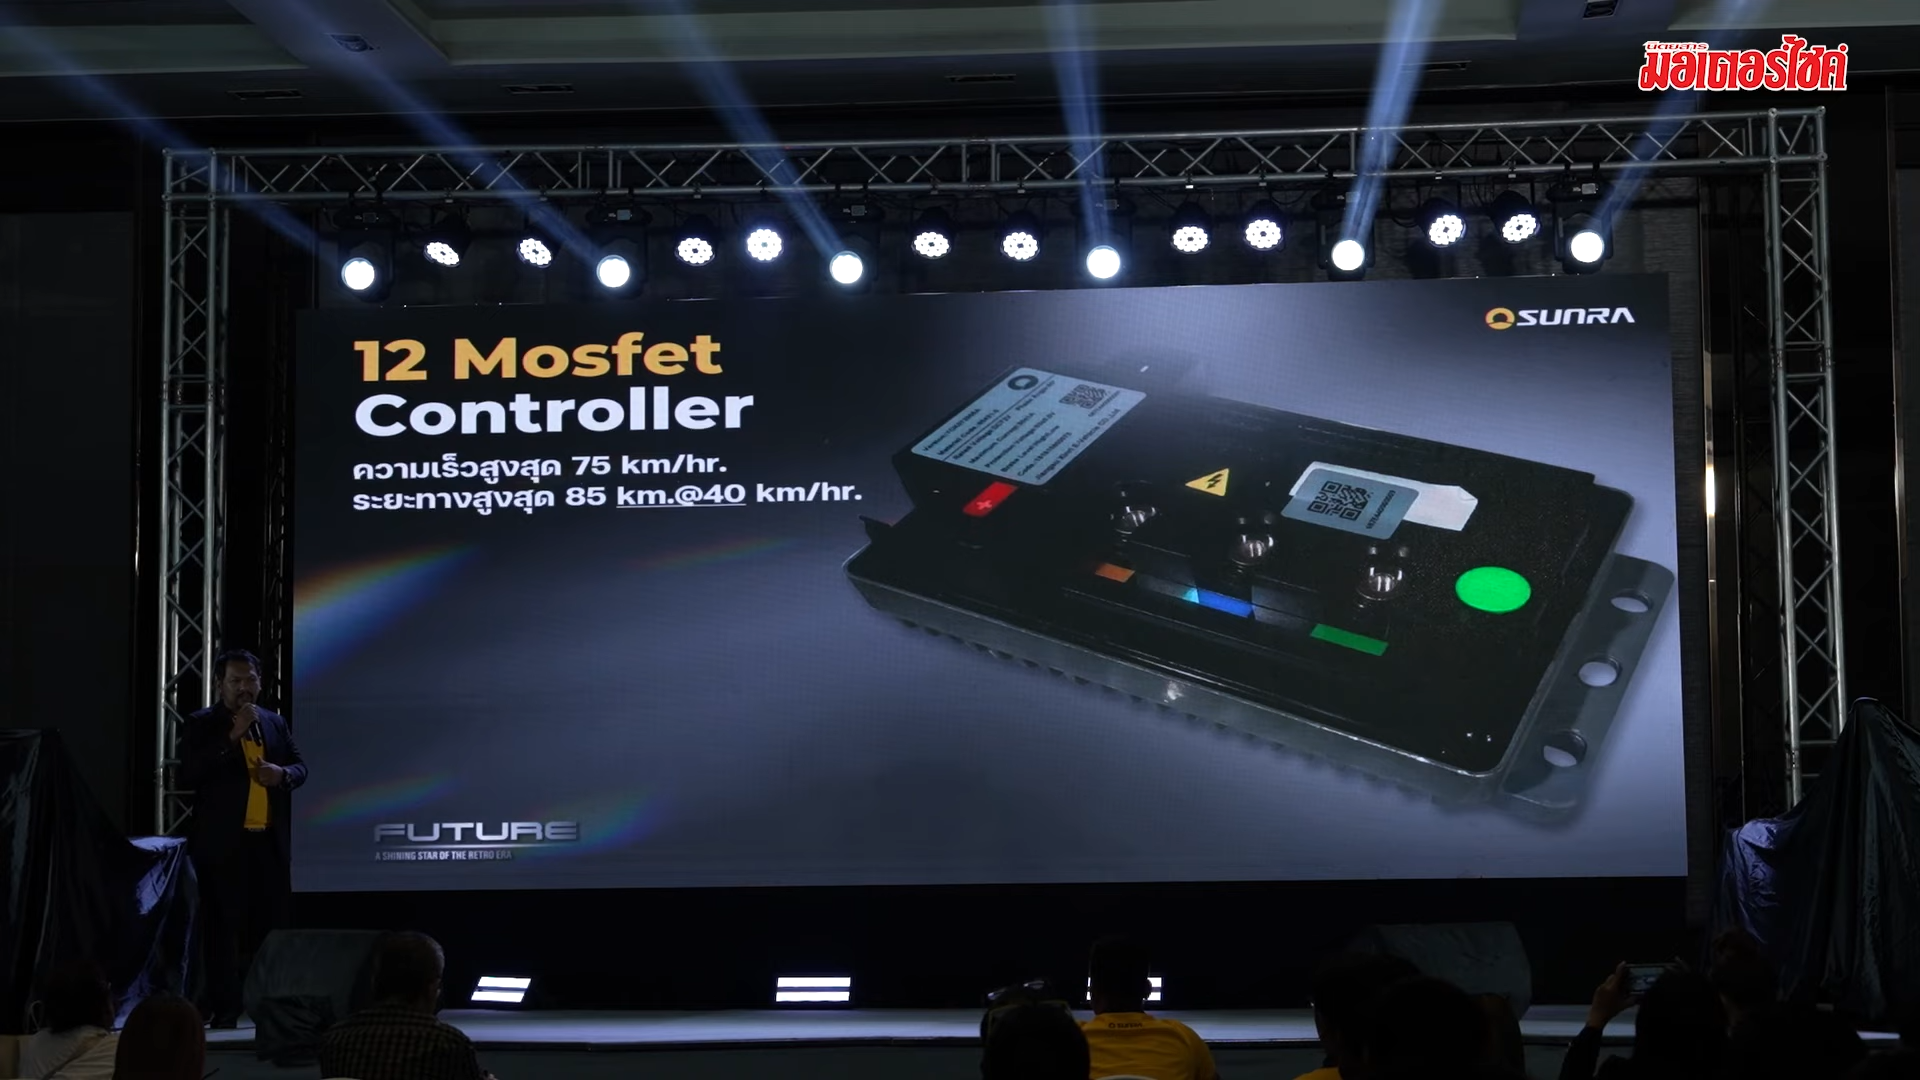 นิตยสาร
มอเตอร์ไซค์
SUNRA
12 Mosfet
Controller
ความเร็วสูงสุด 75 km/hr.
ระยะทางสูงสุด 85 km.@40 km/hr.
FUTURE
A SHINING STAR OF THE RETRO ERA